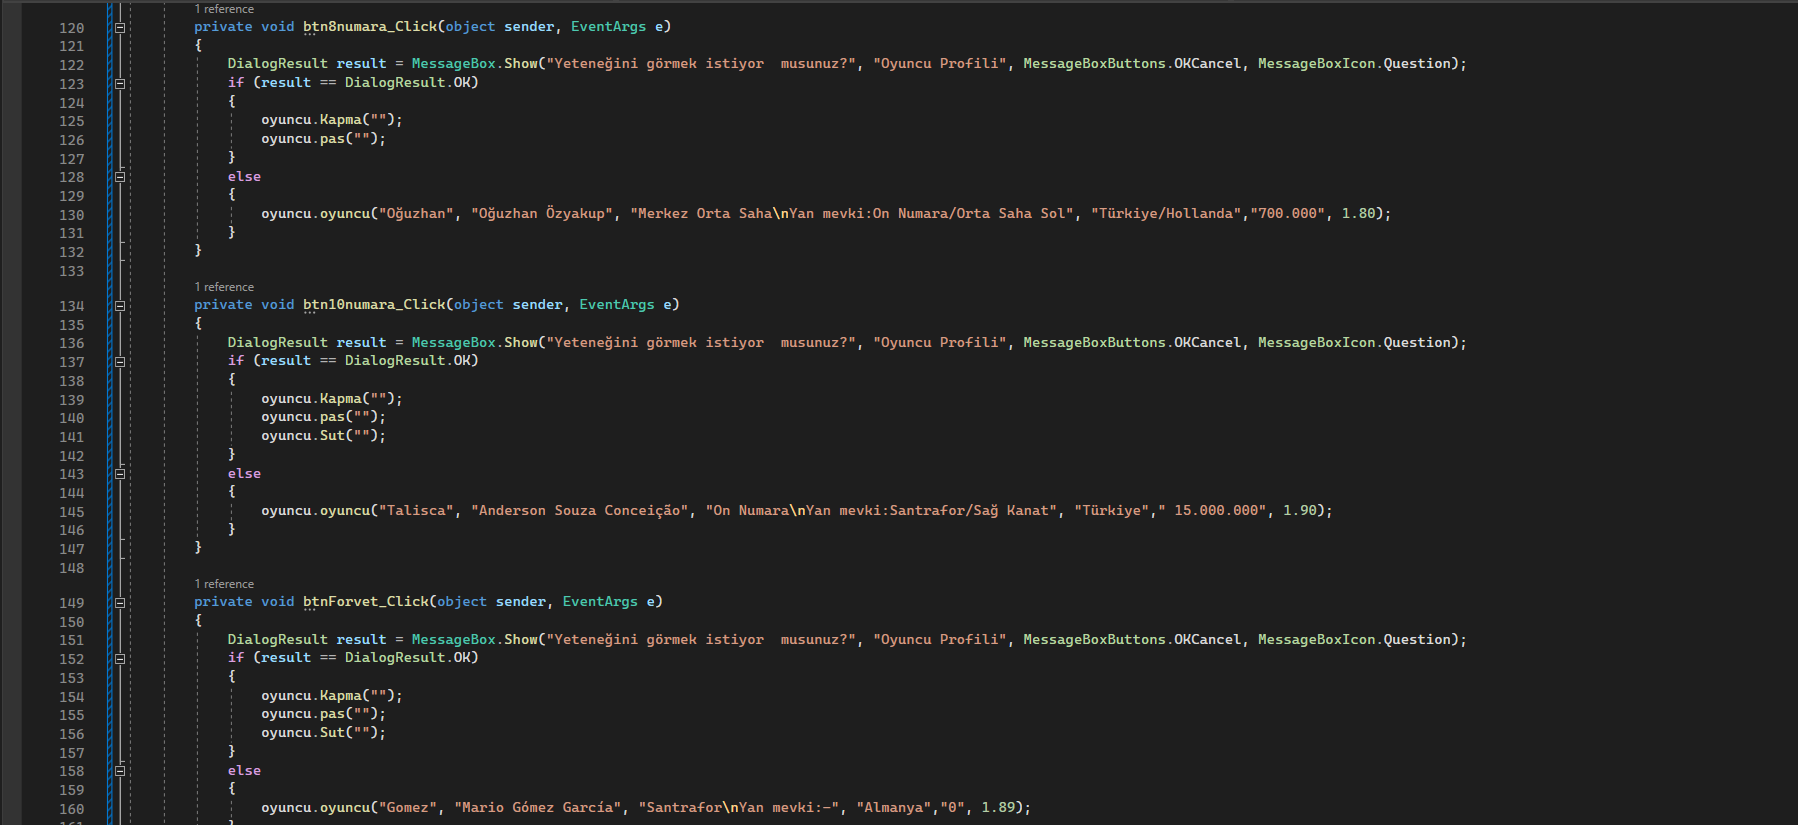 1 reference
120 private void btn8numara_Click(object sender, EventArgs e)
121 {
122 DialogResult result = MessageBox.Show("Yeteneğini görmek istiyor  musunuz?", "Oyuncu Profili", MessageBoxButtons.OKCancel, MessageBoxIcon.Question);
123 if (result == DialogResult.OK)
124 {
125 oyuncu.Kapma("");
126 oyuncu.pas("");
127 }
128 else
129 {
130 oyuncu.oyuncu("Oğuzhan", "Oğuzhan Özyakup", "Merkez Orta Saha\nYan mevki:On Numara/Orta Saha Sol", "Türkiye/Hollanda","700.000", 1.80);
131 }
132 }
133
1 reference
134 private void btn10numara_Click(object sender, EventArgs e)
135 {
136 DialogResult result = MessageBox.Show("Yeteneğini görmek istiyor  musunuz?", "Oyuncu Profili", MessageBoxButtons.OKCancel, MessageBoxIcon.Question);
137 if (result == DialogResult.OK)
138 {
139 oyuncu.Kapma("");
140 oyuncu.pas("");
141 oyuncu.Sut("");
142 }
143 else
144 {
145 oyuncu.oyuncu("Talisca", "Anderson Souza Conceição", "On Numara\nYan mevki:Santrafor/Sağ Kanat", "Türkiye"," 15.000.000", 1.90);
146 }
147 }
148
1 reference
149 private void btnForvet_Click(object sender, EventArgs e)
150 {
151 DialogResult result = MessageBox.Show("Yeteneğini görmek istiyor  musunuz?", "Oyuncu Profili", MessageBoxButtons.OKCancel, MessageBoxIcon.Question);
152 if (result == DialogResult.OK)
153 {
154 oyuncu.Kapma("");
155 oyuncu.pas("");
156 oyuncu.Sut("");
157 }
158 else
159 {
160 oyuncu.oyuncu("Gomez", "Mario Gómez García", "Santrafor\nYan mevki:-", "Almanya","0", 1.89);
161 }